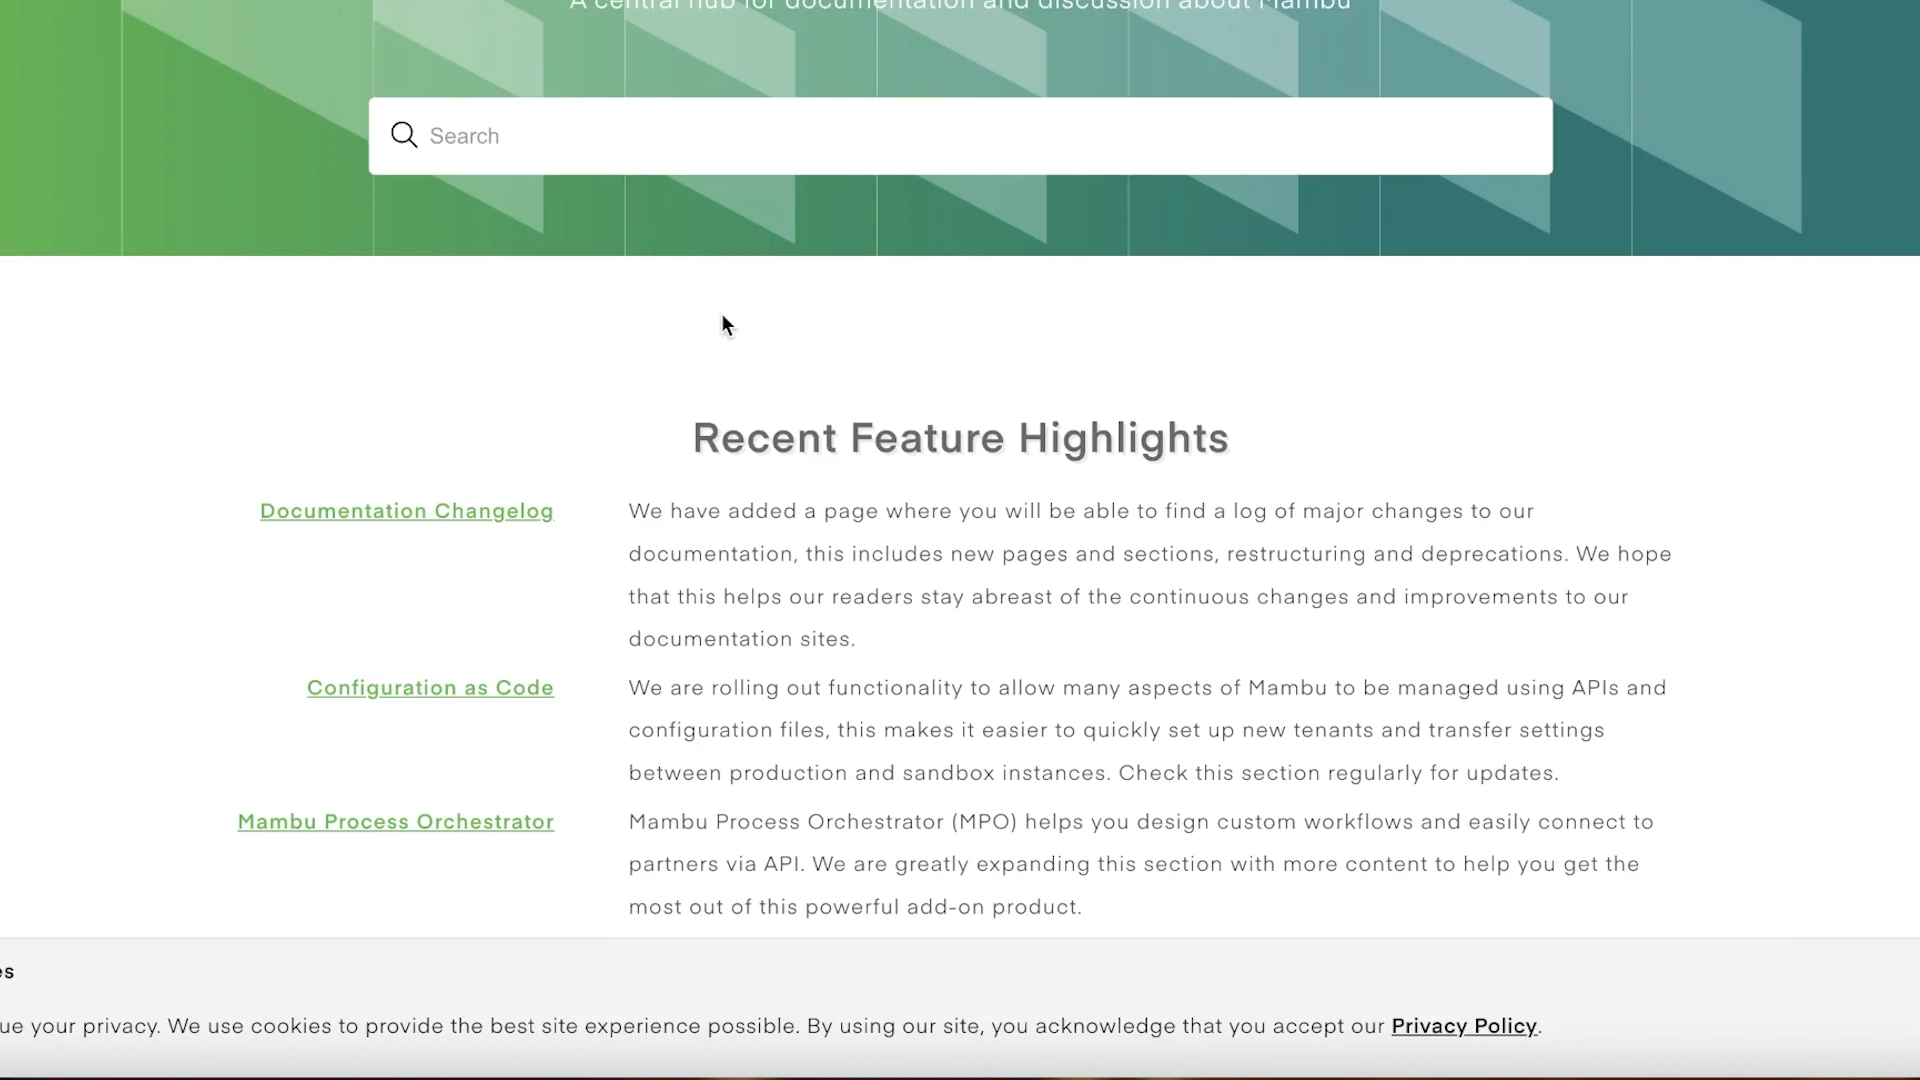 A central hub for documentation and discussion about Mambu
Search
Recent Feature Highlights
Documentation Changelog
We have added a page where you will be able to find a log of major changes to our
documentation, this includes new pages and sections, restructuring and deprecations. We hope
that this helps our readers stay abreast of the continuous changes and improvements to our
documentation sites.
Configuration as Code
We are rolling out functionality to allow many aspects of Mambu to be managed using APIs and
configuration files, this makes it easier to quickly set up new tenants and transfer settings
between production and sandbox instances. Check this section regularly for updates.
Mambu Process Orchestrator
Mambu Process Orchestrator (MPO) helps you design custom workflows and easily connect to
partners via API. We are greatly expanding this section with more content to help you get the
most out of this powerful add-on product.
es
ue your privacy. We use cookies to provide the best site experience possible. By using our site, you acknowledge that you accept our Privacy Policy.